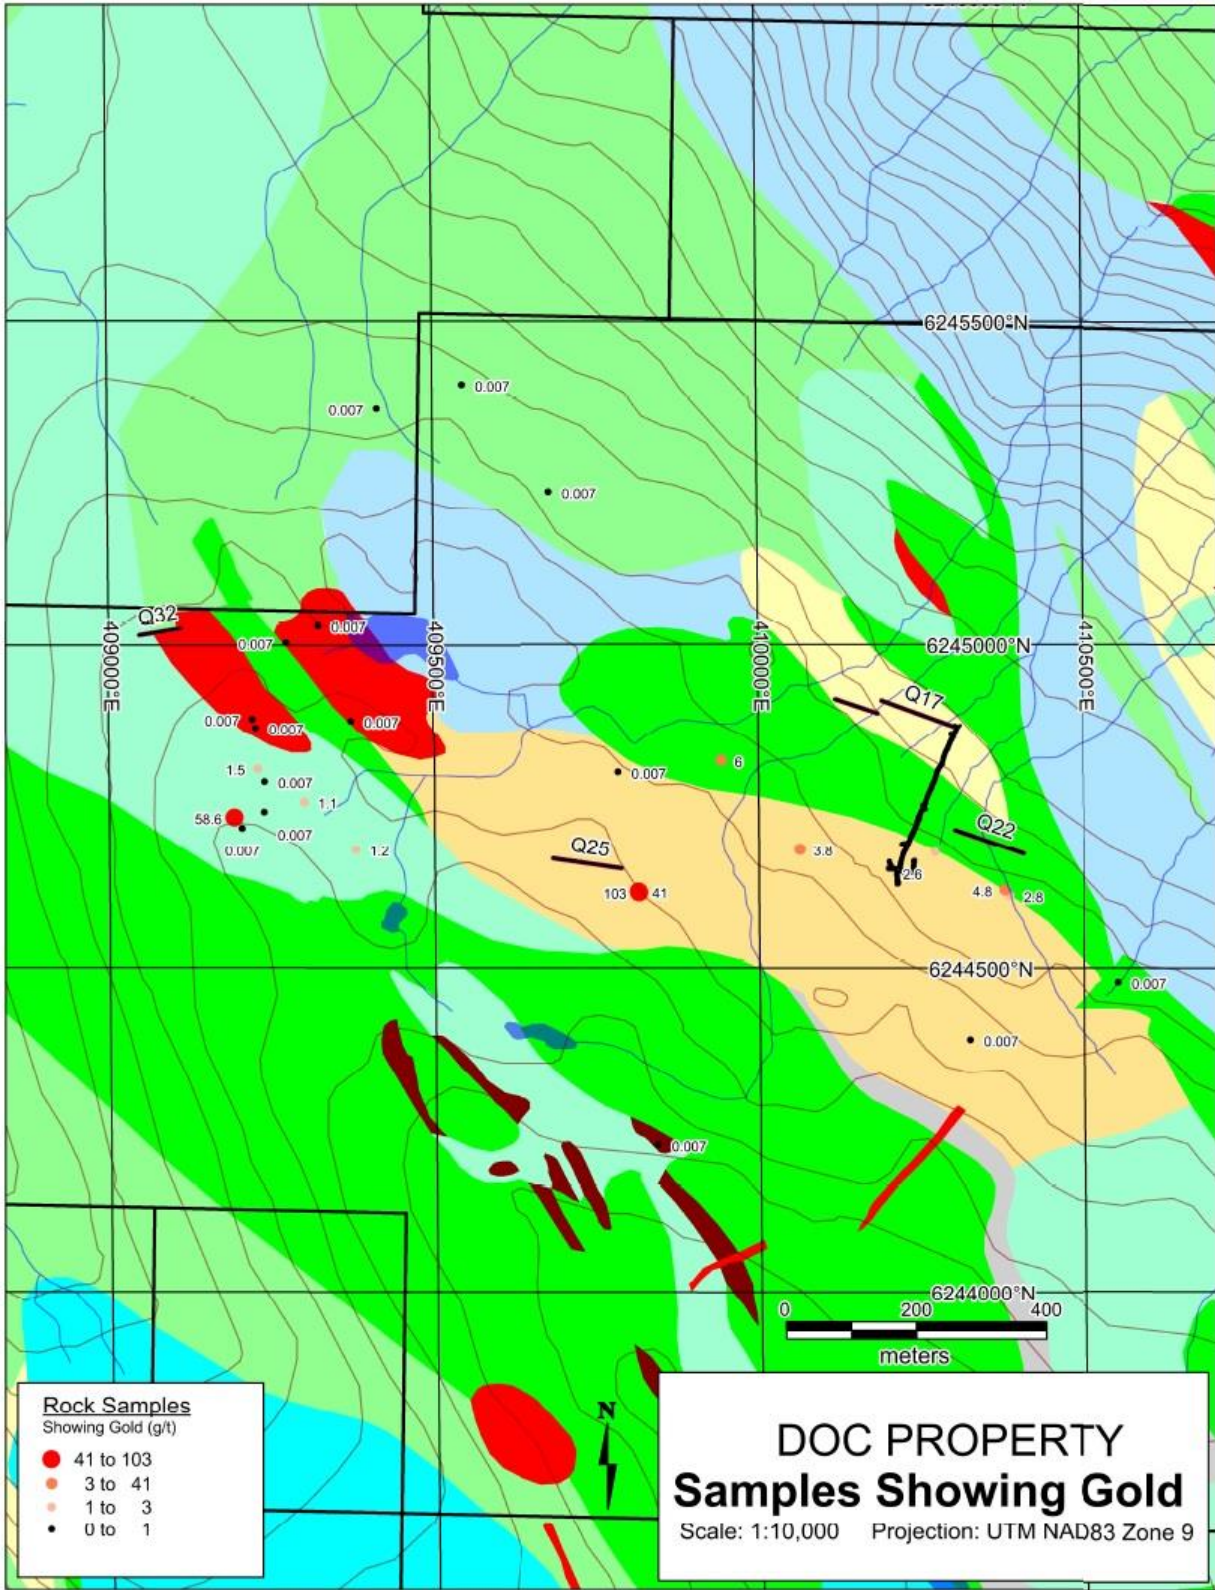 6245500°N
0.007
0.007
0.007
Q32
0.007
0.007
409000°E
409500°E
410000°E
6245000°N
410500°E
Q17
0.007
0.007
0.007
1.5
0.007
0.007
6
1.1
58.6
0.007
0.007
1.2
Q25
3.8
Q22
2.6
103
41
4.8
2.8
6244500°N
0.007
0.007
0.007
6244000°N
0 200 400
meters
Rock Samples
Showing Gold (g/t)
41 to 103
3 to 41
1 to 3
0 to 1
N
DOC PROPERTY
Samples Showing Gold
Scale: 1:10,000 Projection: UTM NAD83 Zone 9